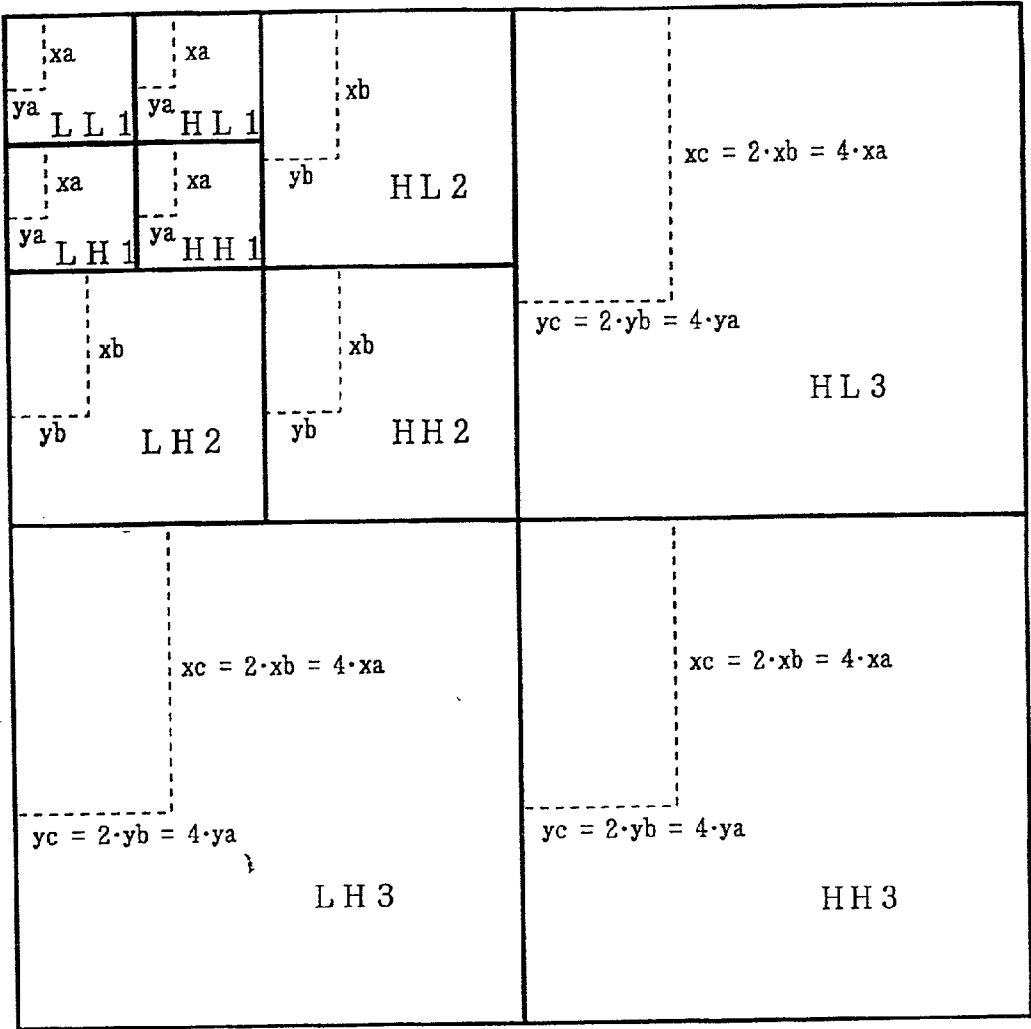 xa
ya
LL1
xa
ya
HL1
xb
yb
HL2
xc = 2·xb = 4·xa
yc = 2·yb = 4·ya
HL3
xa
ya
LH1
xa
ya
HH1
xb
yb
LH2
xb
yb
HH2
xc = 2·xb = 4·xa
yc = 2·yb = 4·ya
LH3
xc = 2·xb = 4·xa
yc = 2·yb = 4·ya
HH3